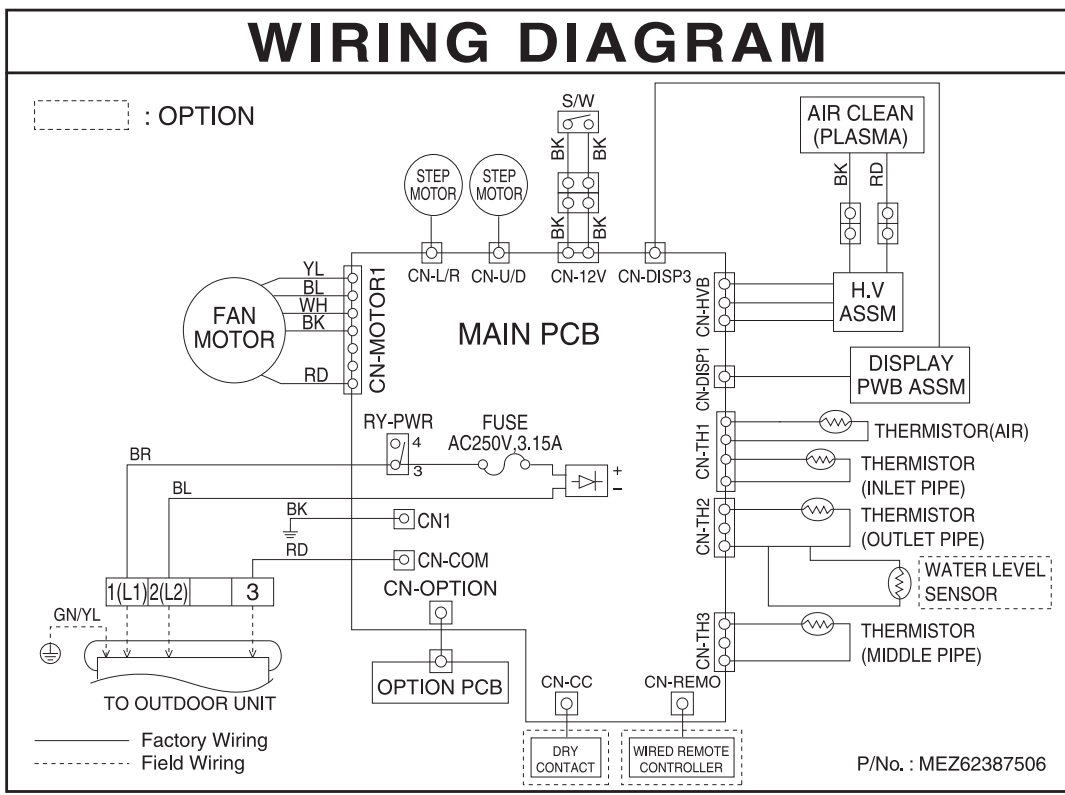 WIRING DIAGRAM
: OPTION
S/W
BK
BK
BK
BK
AIR CLEAN
(PLASMA)
BK
RD
STEP
MOTOR
STEP
MOTOR
CN-L/R
CN-U/D
CN-12V
CN-DISP3
FAN
MOTOR
YL
BL
WH
BK
RD
CN-MOTOR1
MAIN PCB
CN-HVB
H.V
ASSM
CN-DISP1
DISPLAY
PWB ASSM
RY-PWR
4
3
FUSE
AC250V,3.15A
+
–
CN-TH1
THERMISTOR(AIR)
THERMISTOR
(INLET PIPE)
CN-TH2
THERMISTOR
(OUTLET PIPE)
WATER LEVEL
SENSOR
CN-TH3
THERMISTOR
(MIDDLE PIPE)
BR
BL
BK
CN1
RD
CN-COM
1(L1)
2(L2)
3
GN/YL
TO OUTDOOR UNIT
CN-OPTION
OPTION PCB
CN-CC
DRY
CONTACT
CN-REMO
WIRED REMOTE
CONTROLLER
Factory Wiring
Field Wiring
P/No. : MEZ62387506